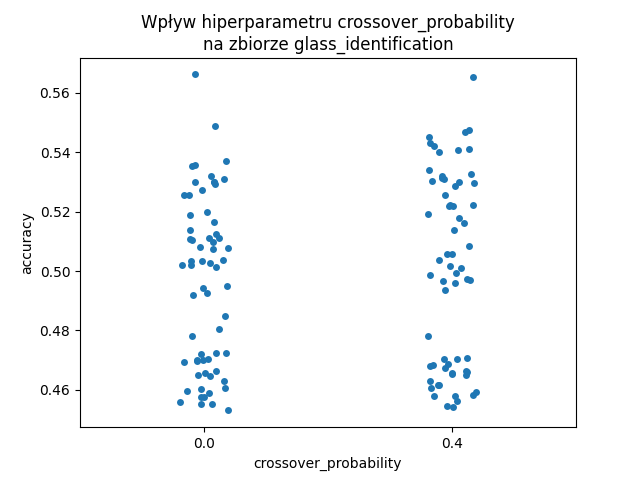 Wpływ hiperparametru crossover_probability
na zbiorze glass_identification
0.56
0.54
0.52
0.50
0.48
0.46
accuracy
0.0
0.4
crossover_probability